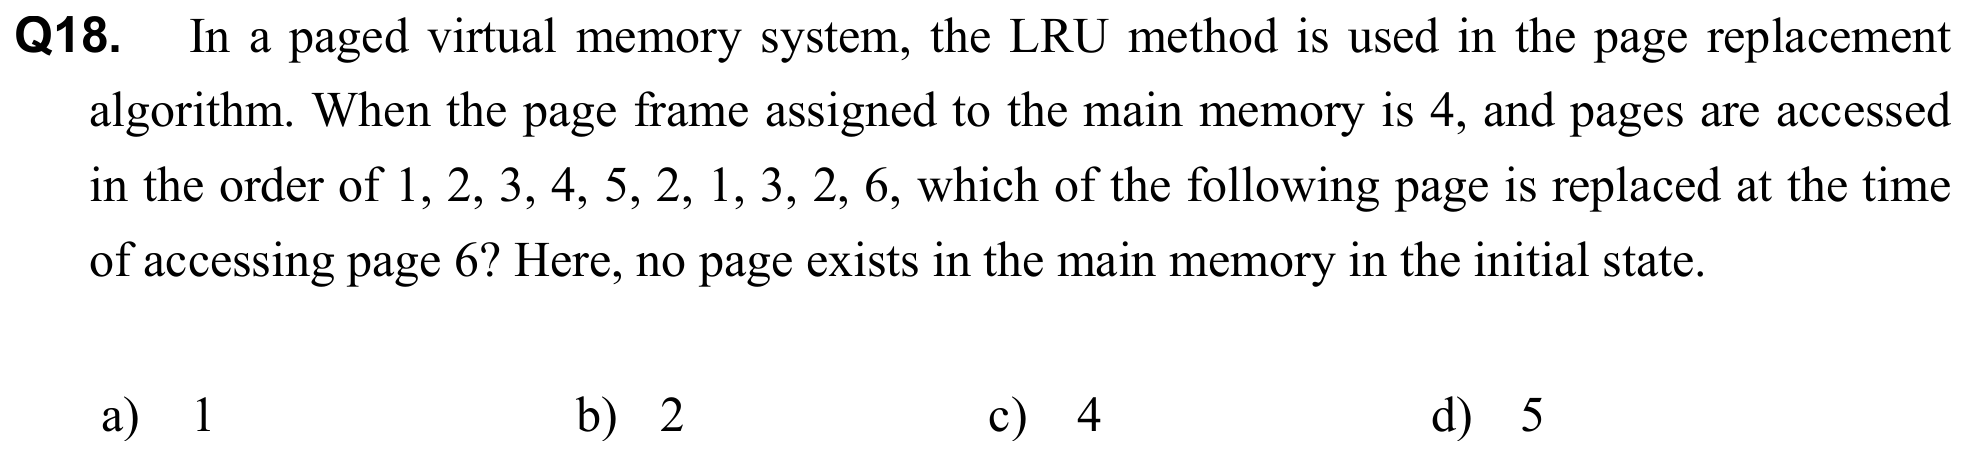 Q18. In a paged virtual memory system, the LRU method is used in the page replacement
algorithm. When the page frame assigned to the main memory is 4, and pages are accessed
in the order of 1, 2, 3, 4, 5, 2, 1, 3, 2, 6, which of the following page is replaced at the time
of accessing page 6? Here, no page exists in the main memory in the initial state.
a) 1 b) 2 c) 4 d) 5